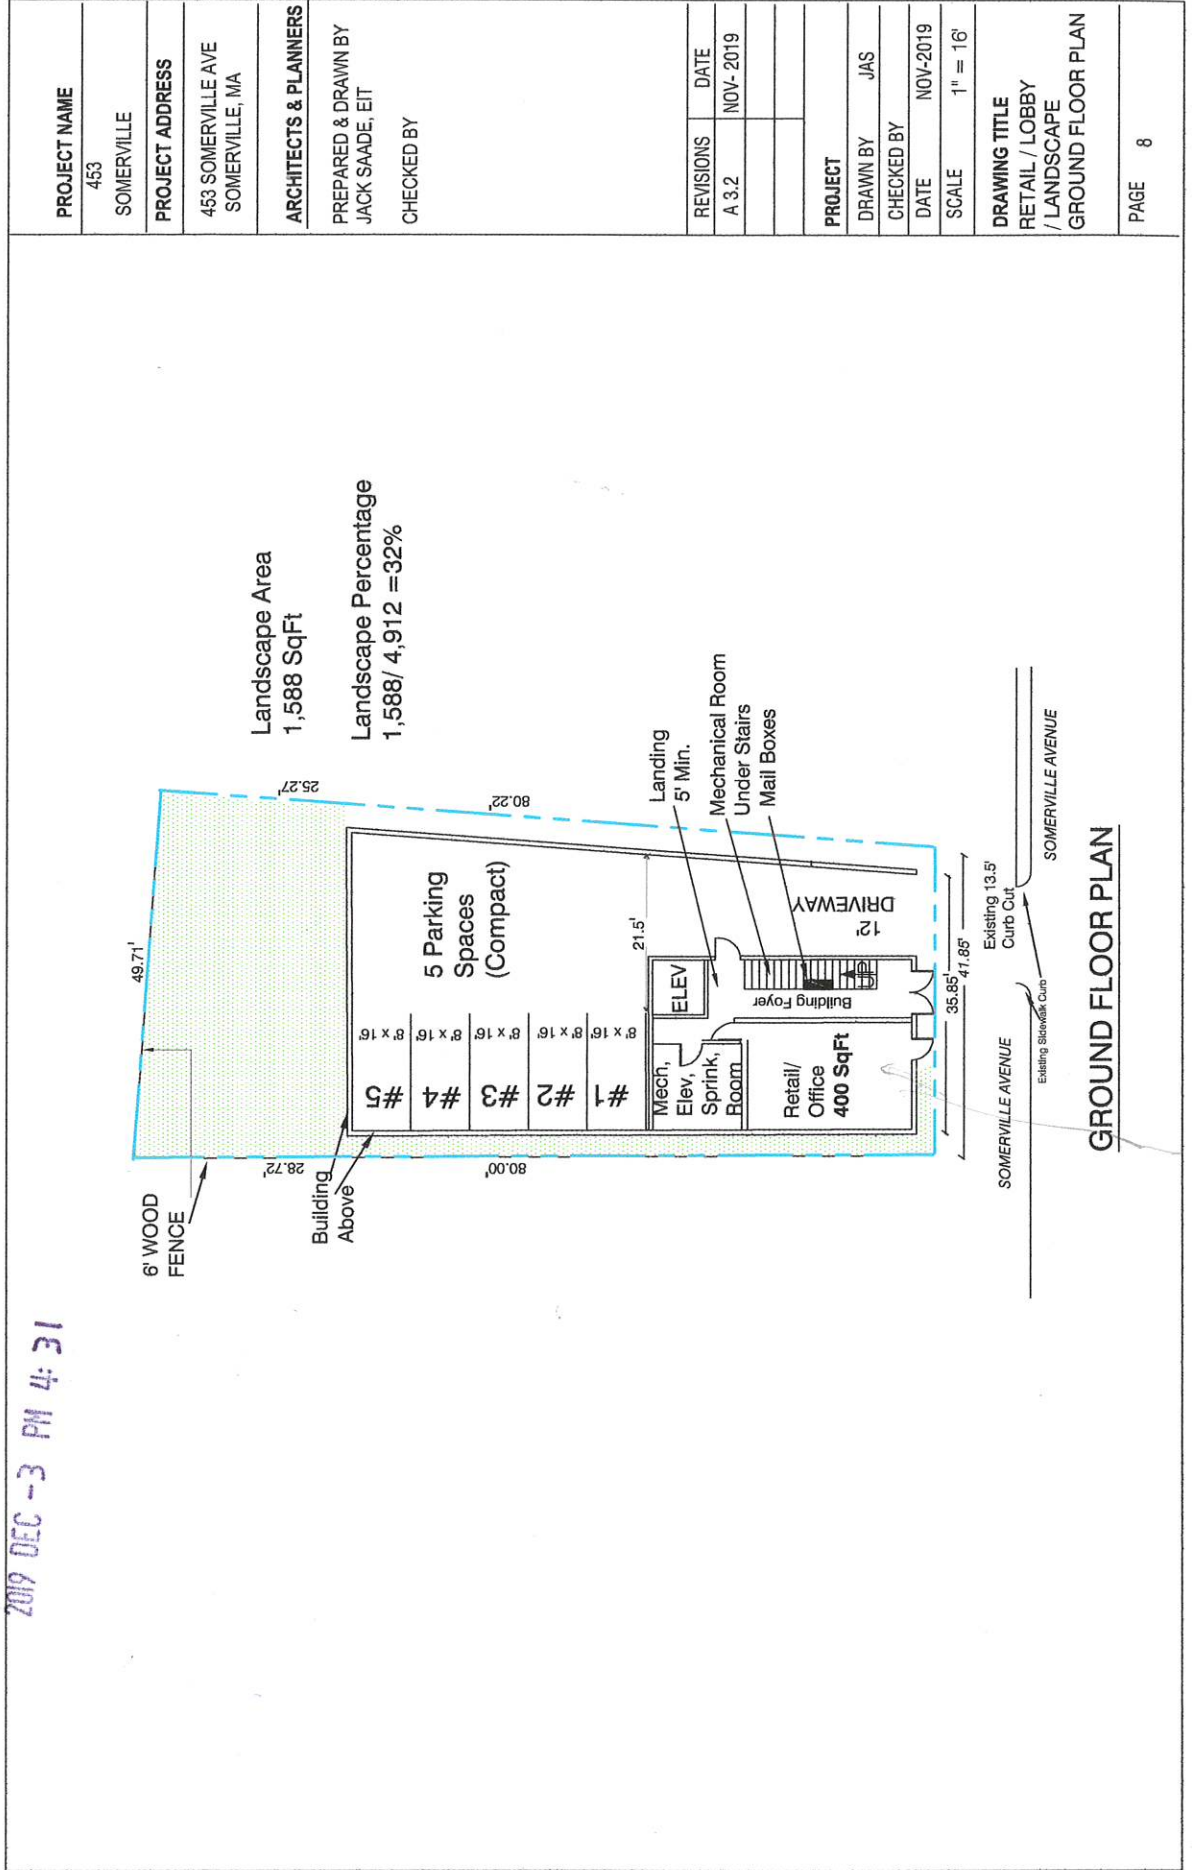 2019 DEC -3 PM 4: 31
6' WOOD
FENCE
49.71'
28.72'
25.27'
80.00'
80.22'
Building
Above
#5
8' x 16'
#4
8' x 16'
#3
8' x 16'
#2
8' x 16'
#1
8' x 16'
5 Parking
Spaces
(Compact)
21.5'
Mech,
Elev,
Sprink,
Room
ELEV
Retail/
Office
400 SqFt
Building Foyer
UP
12'
DRIVEWAY
Landing
5' Min.
Mechanical Room
Under Stairs
Mail Boxes
35.85'
41.85'
Existing 13.5'
Curb Cut
SOMERVILLE AVENUE
Existing Sidewalk Curb
SOMERVILLE AVENUE
GROUND FLOOR PLAN
Landscape Area
1,588 SqFt
Landscape Percentage
1,588/ 4,912 =32%
PROJECT NAME
453
SOMERVILLE
PROJECT ADDRESS
453 SOMERVILLE AVE
SOMERVILLE, MA
ARCHITECTS & PLANNERS
PREPARED & DRAWN BY
JACK SAADE, EIT
CHECKED BY
REVISIONS DATE
A 3.2 NOV- 2019
PROJECT
DRAWN BY JAS
CHECKED BY
DATE NOV-2019
SCALE 1" = 16'
DRAWING TITLE
RETAIL / LOBBY
/ LANDSCAPE
GROUND FLOOR PLAN
PAGE 8